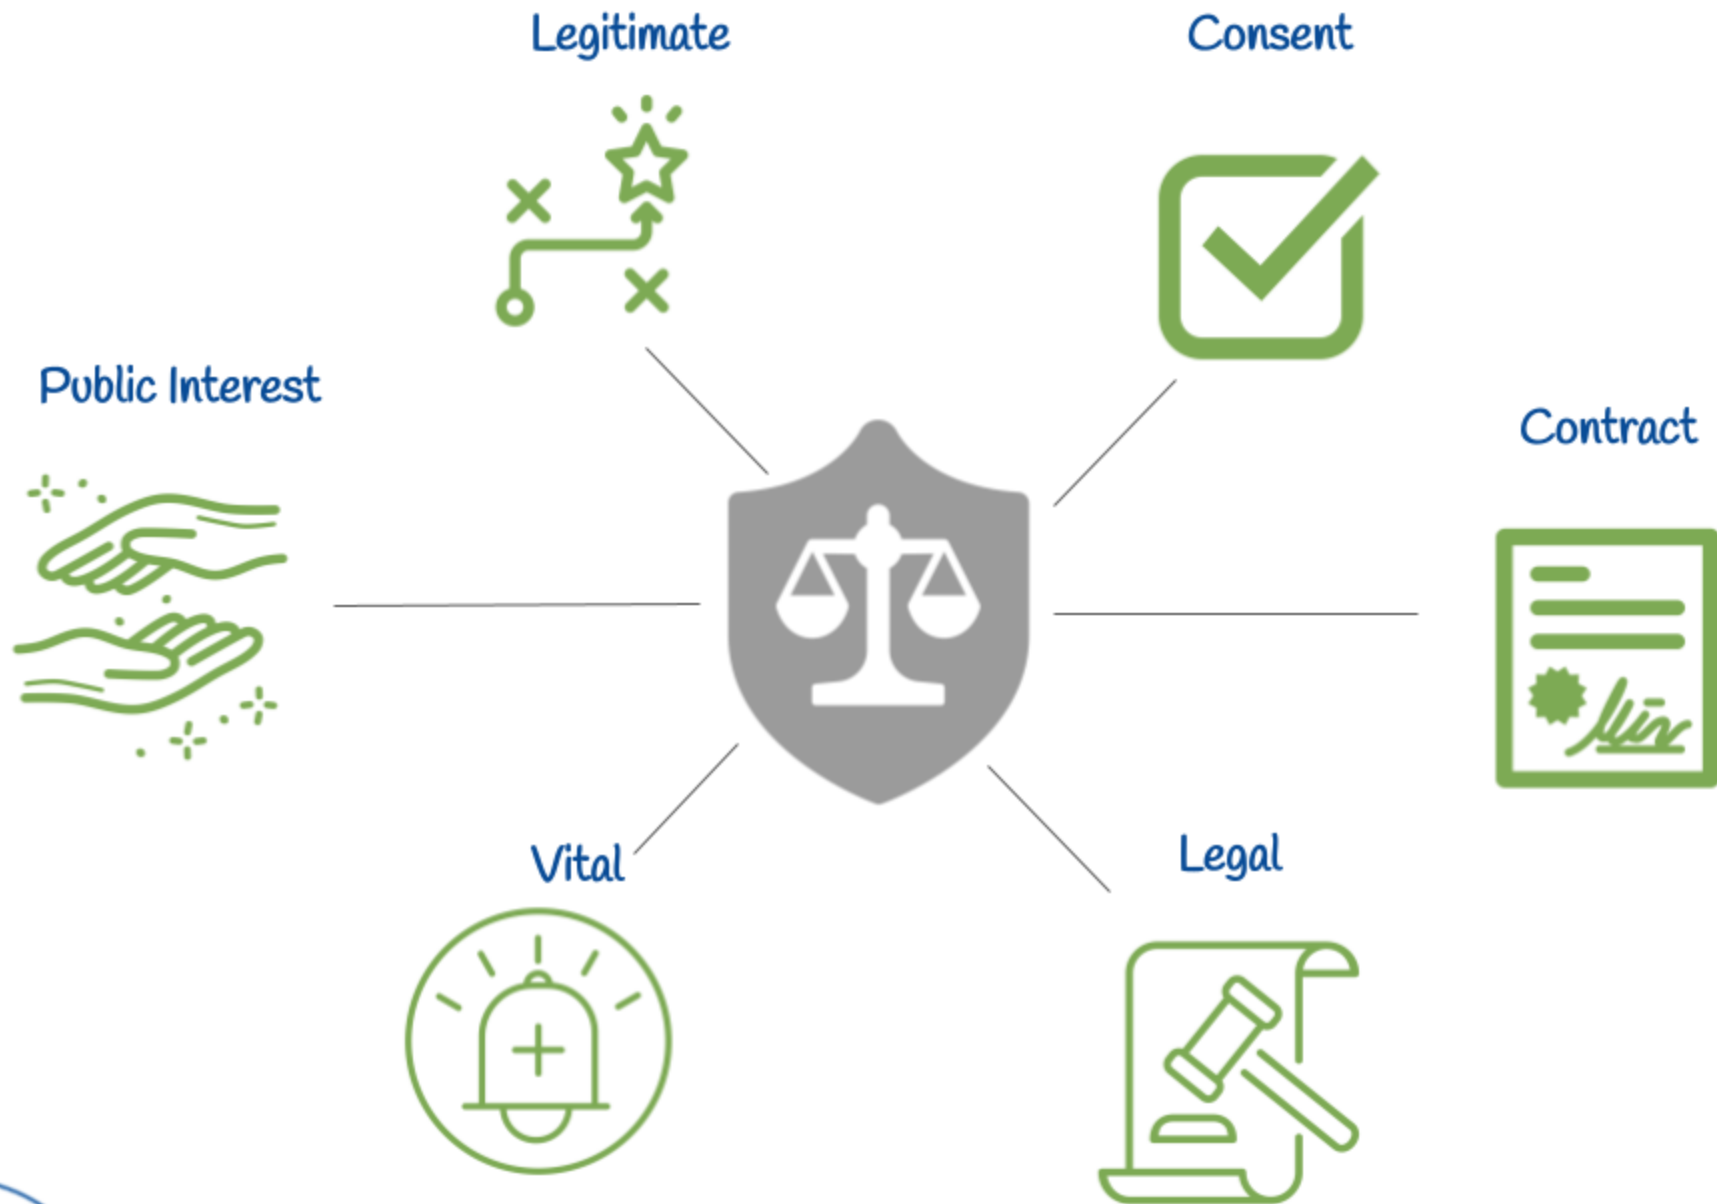 Legitimate
Consent
Public Interest
Contract
Vital
Legal